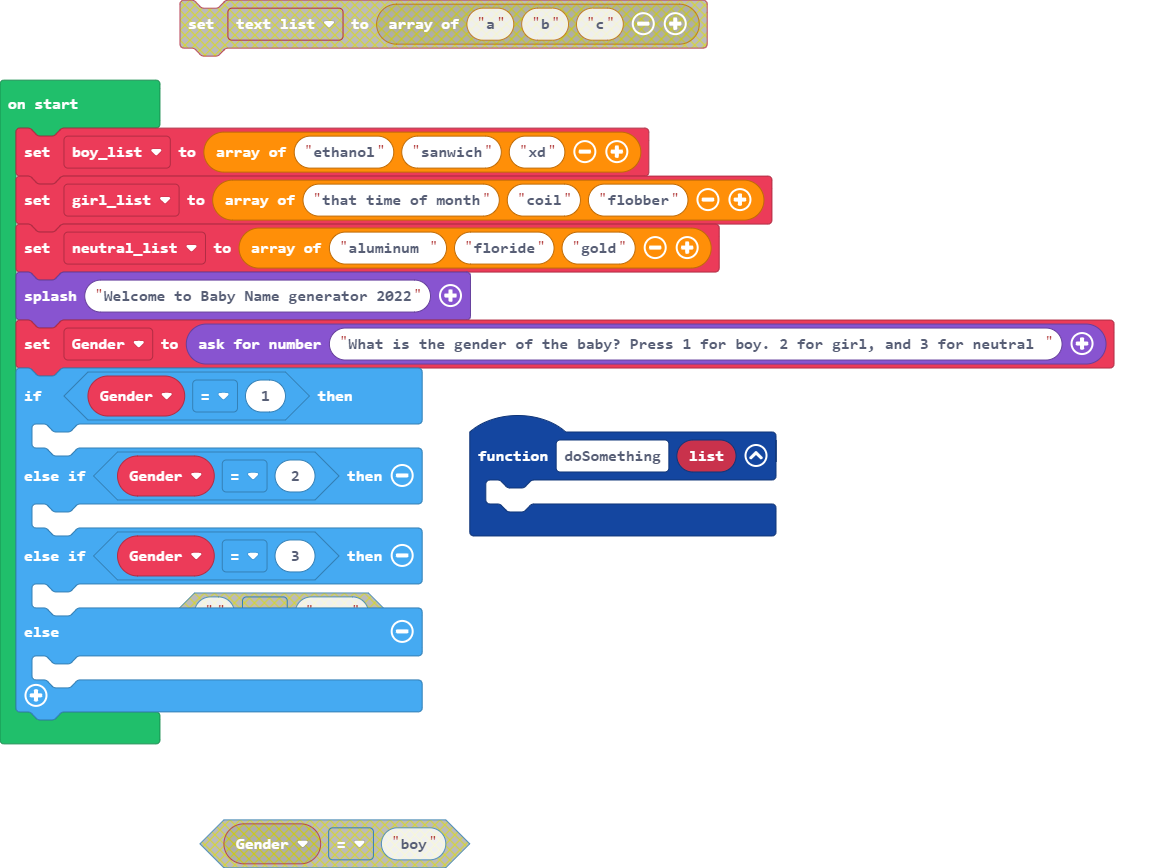 set text list to array of "a" "b" "c"
on start
set boy_list to array of "ethanol" "sanwich" "xd"
set girl_list to array of "that time of month" "coil" "flobber"
set neutral_list to array of "aluminum " "floride" "gold"
splash "Welcome to Baby Name generator 2022"
set Gender to ask for number "What is the gender of the baby? Press 1 for boy. 2 for girl, and 3 for neutral "
if Gender = 1 then
function doSomething list
else if Gender = 2 then
else if Gender = 3 then
else
Gender = "boy"